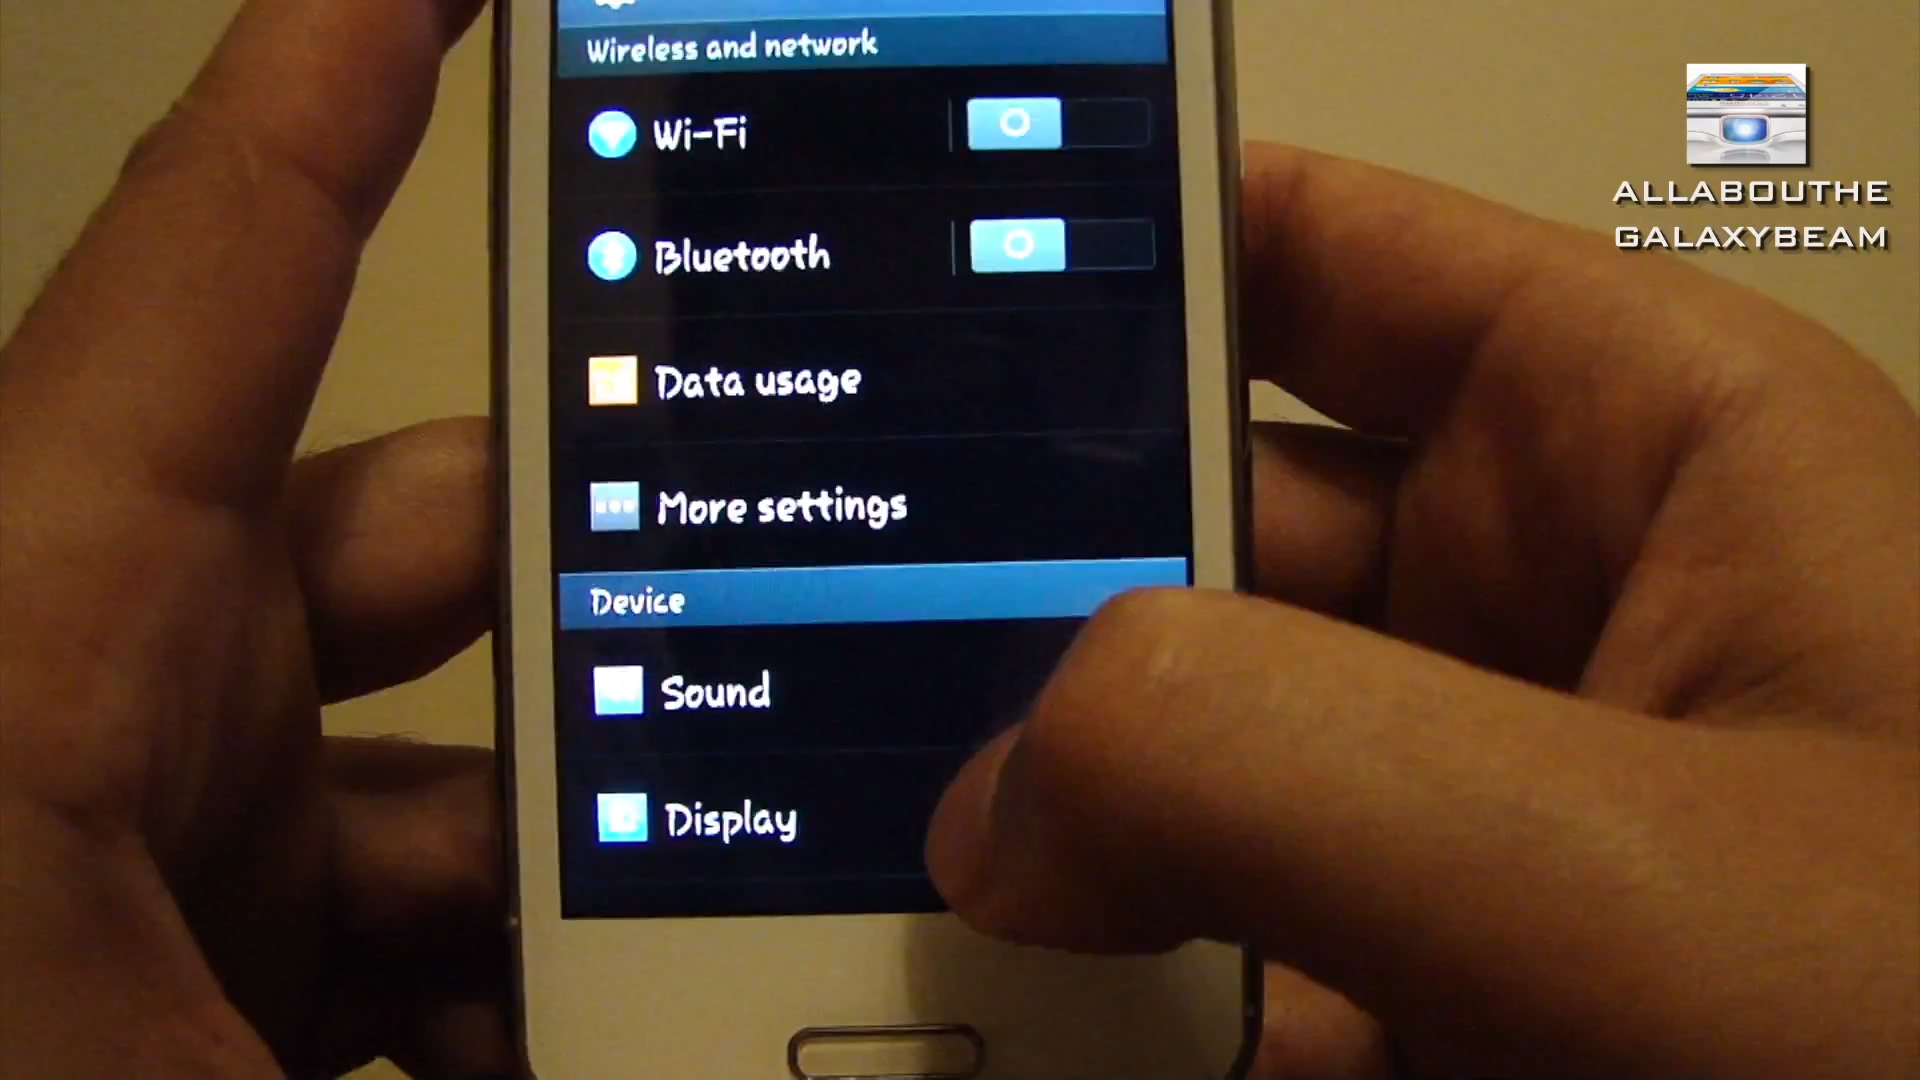 Wireless and network
Wi-Fi
Bluetooth
Data usage
More settings
Device
Sound
Display
ALLABOUTHE
GALAXYBEAM